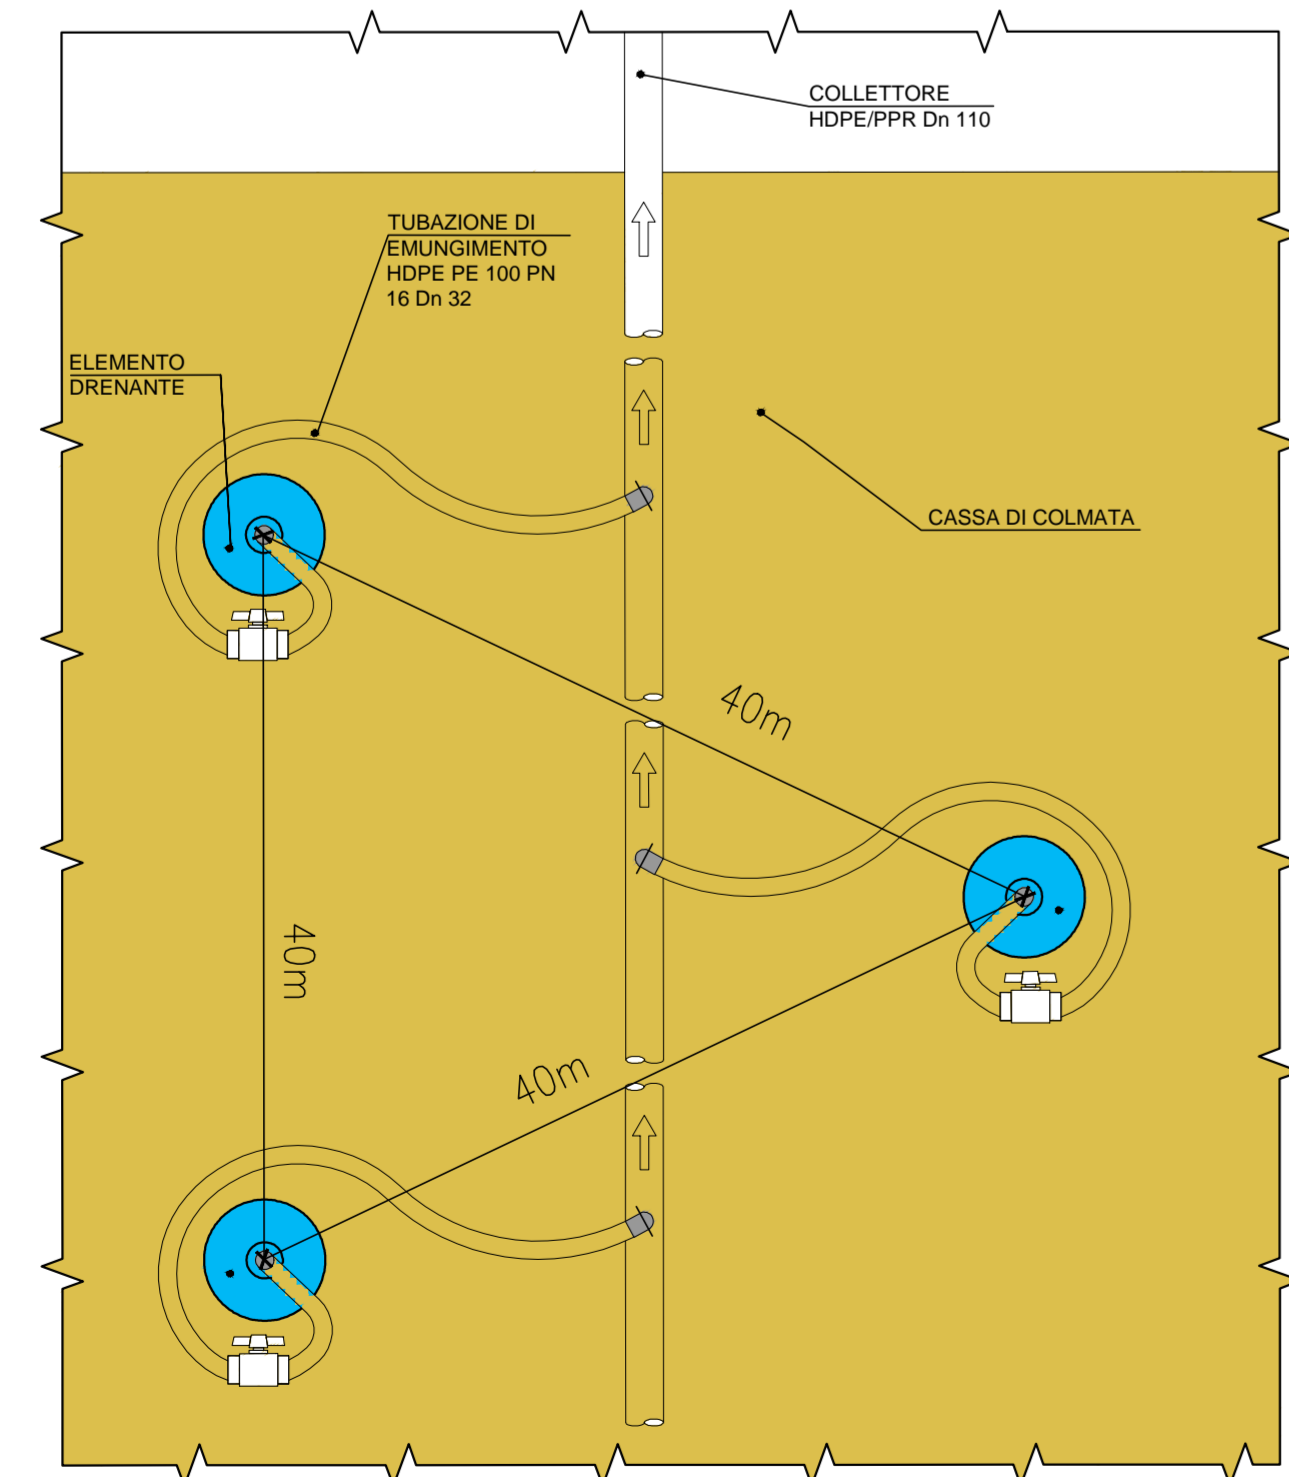 COLLETTORE
HDPE/PPR Dn 110
TUBAZIONE DI
EMUNGIMENTO
HDPE PE 100 PN
16 Dn 32
ELEMENTO
DRENANTE
CASSA DI COLMATA
40m
40m
40m